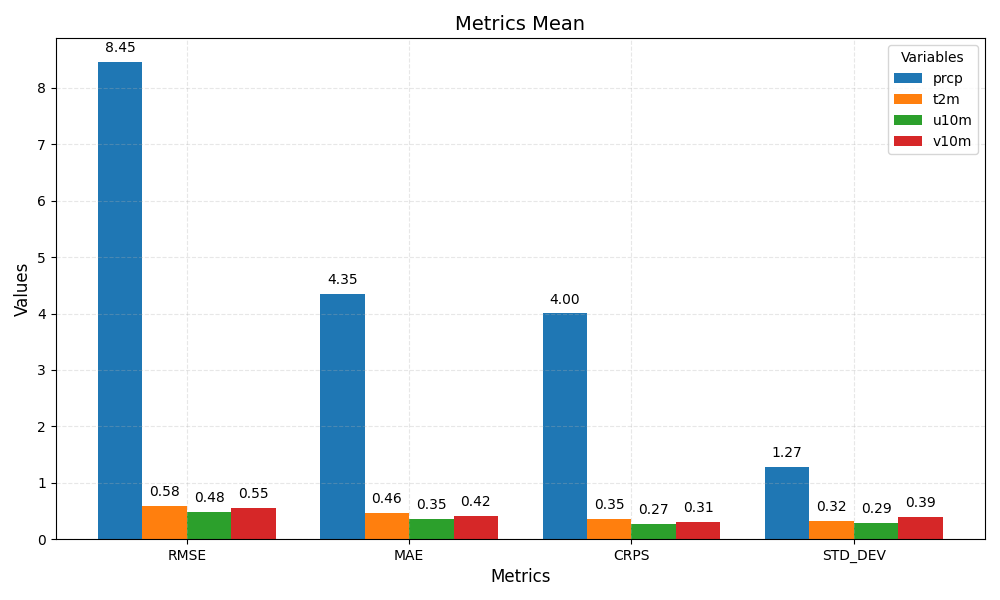 Metrics Mean
Values
8
7
6
5
4
3
2
1
0
8.45
0.58
0.48
0.55
4.35
0.46
0.35
0.42
4.00
0.35
0.27
0.31
1.27
0.32
0.29
0.39
Variables
prcp
t2m
u10m
v10m
RMSE
MAE
CRPS
STD_DEV
Metrics